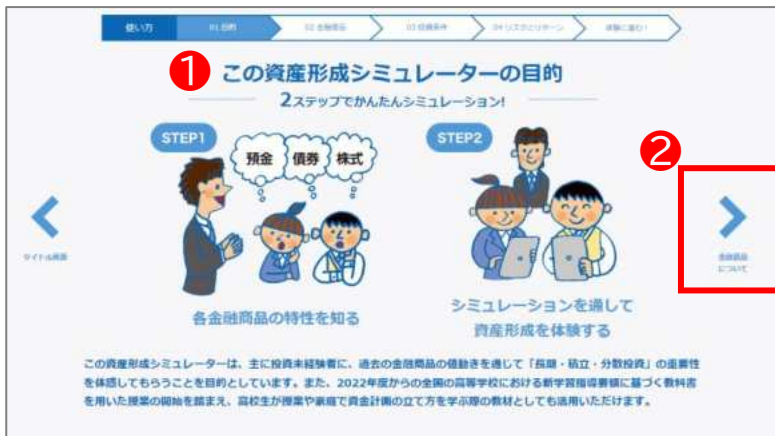 使い方 01 目的 02 金融商品 03 投資条件 04 リスクとリターン 体験に進む！
1 この資産形成シミュレーターの目的
2ステップでかんたんシミュレーション!
STEP1 STEP2
2
預金 債券 株式
タイトル画面
金融商品
について
各金融商品の特性を知る
シミュレーションを通して
資産形成を体験する
この資産形成シミュレーターは、主に投資未経験者に、過去の金融商品の値動きを通じて「長期・積立・分散投資」の重要性
を体感してもらうことを目的としています。また、2022年度からの全国の高等学校における新学習指導要領に基づく教科書
を用いた授業の開始を踏まえ、高校生が授業や家庭で資金計画の立て方を学ぶ際の教材としても活用いただけます。